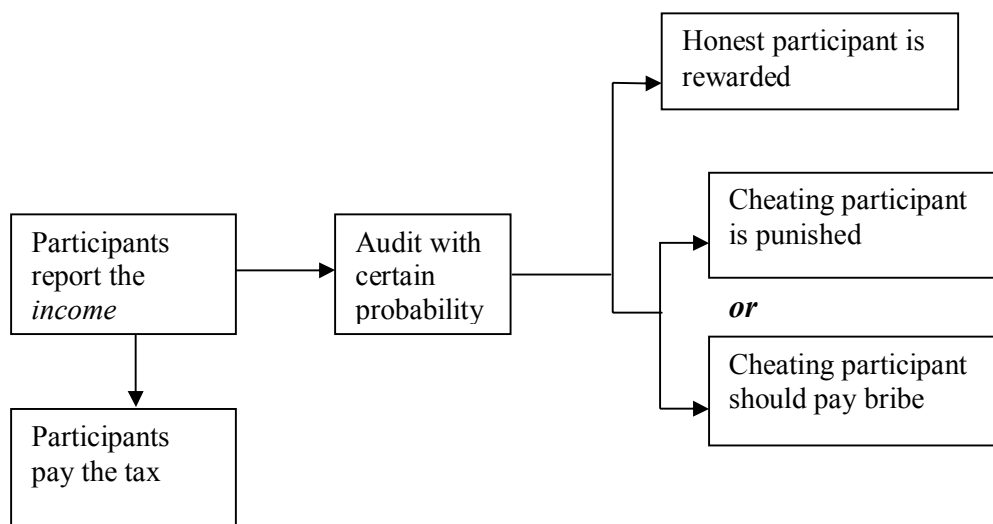 Honest participant is
rewarded
Cheating participant
is punished
Participants
report the
income
Audit with
certain
probability
or
Cheating participant
should pay bribe
Participants
pay the tax